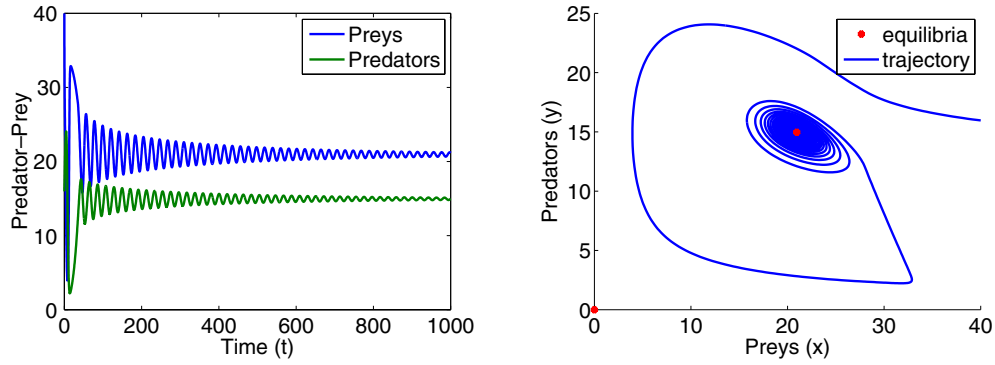 40
30
20
10
0
Predator–Prey
Preys
Predators
0
200
400
600
800
1000
Time (t)
25
20
15
10
5
0
Predators (y)
equilibria
trajectory
0
10
20
30
40
Preys (x)